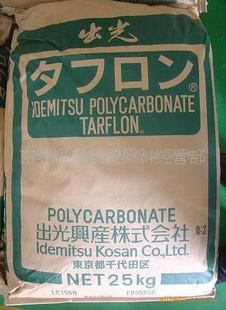 出光
タフロン®
IDEMITSU POLYCARBONATE
TARFLON®
POLYCARBONATE
出光興産株式会社
Idemitsu Kosan Co.,Ltd.
東京都千代田区
NET 25kg